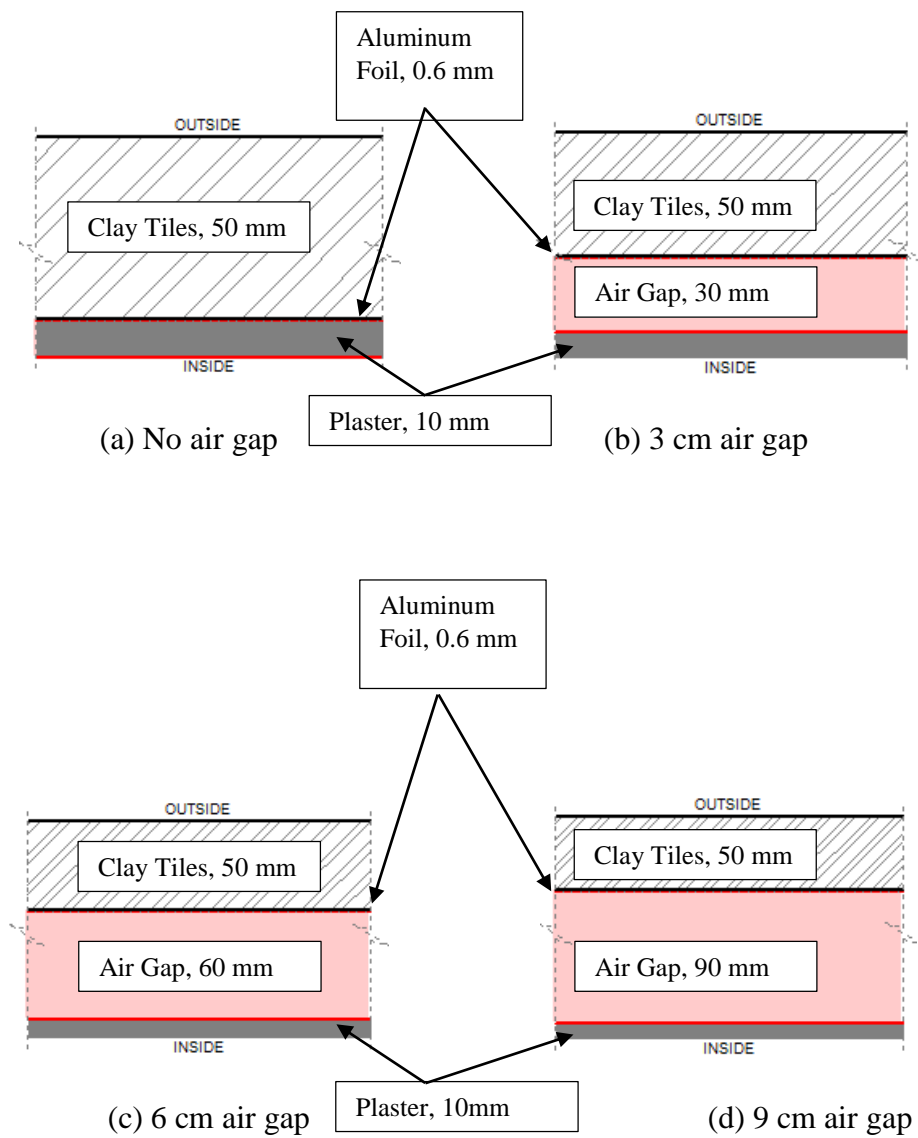 Aluminum
Foil, 0.6 mm
OUTSIDE
OUTSIDE
Clay Tiles, 50 mm
Clay Tiles, 50 mm
Air Gap, 30 mm
INSIDE
INSIDE
Plaster, 10 mm
(a) No air gap
(b) 3 cm air gap
Aluminum
Foil, 0.6 mm
OUTSIDE
OUTSIDE
Clay Tiles, 50 mm
Clay Tiles, 50 mm
Air Gap, 60 mm
Air Gap, 90 mm
INSIDE
INSIDE
Plaster, 10mm
(c) 6 cm air gap
(d) 9 cm air gap